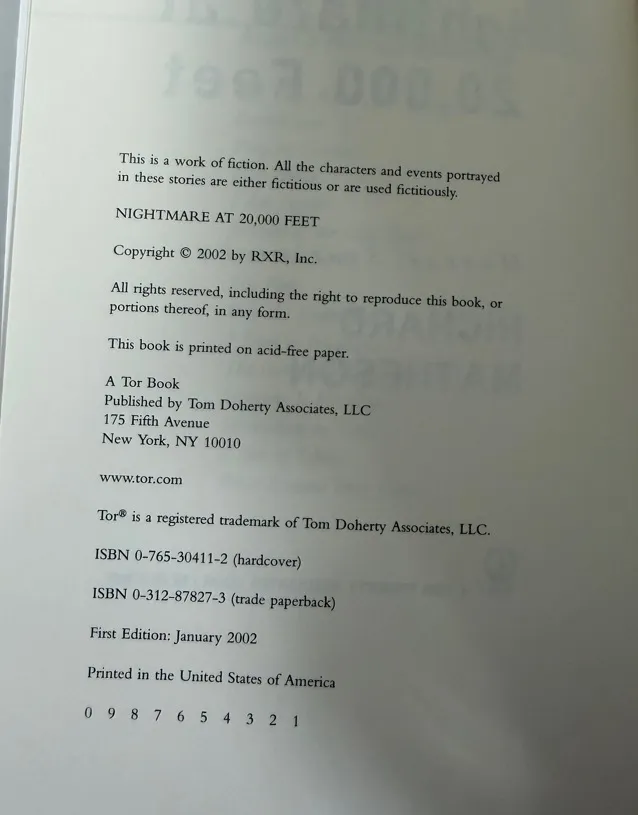 This is a work of fiction. All the characters and events portrayed
in these stories are either fictitious or are used fictitiously.
NIGHTMARE AT 20,000 FEET
Copyright © 2002 by RXR, Inc.
All rights reserved, including the right to reproduce this book, or
portions thereof, in any form.
This book is printed on acid-free paper.
A Tor Book
Published by Tom Doherty Associates, LLC
175 Fifth Avenue
New York, NY 10010
www.tor.com
Tor® is a registered trademark of Tom Doherty Associates, LLC.
ISBN 0-765-30411-2 (hardcover)
ISBN 0-312-87827-3 (trade paperback)
First Edition: January 2002
Printed in the United States of America
0 9 8 7 6 5 4 3 2 1